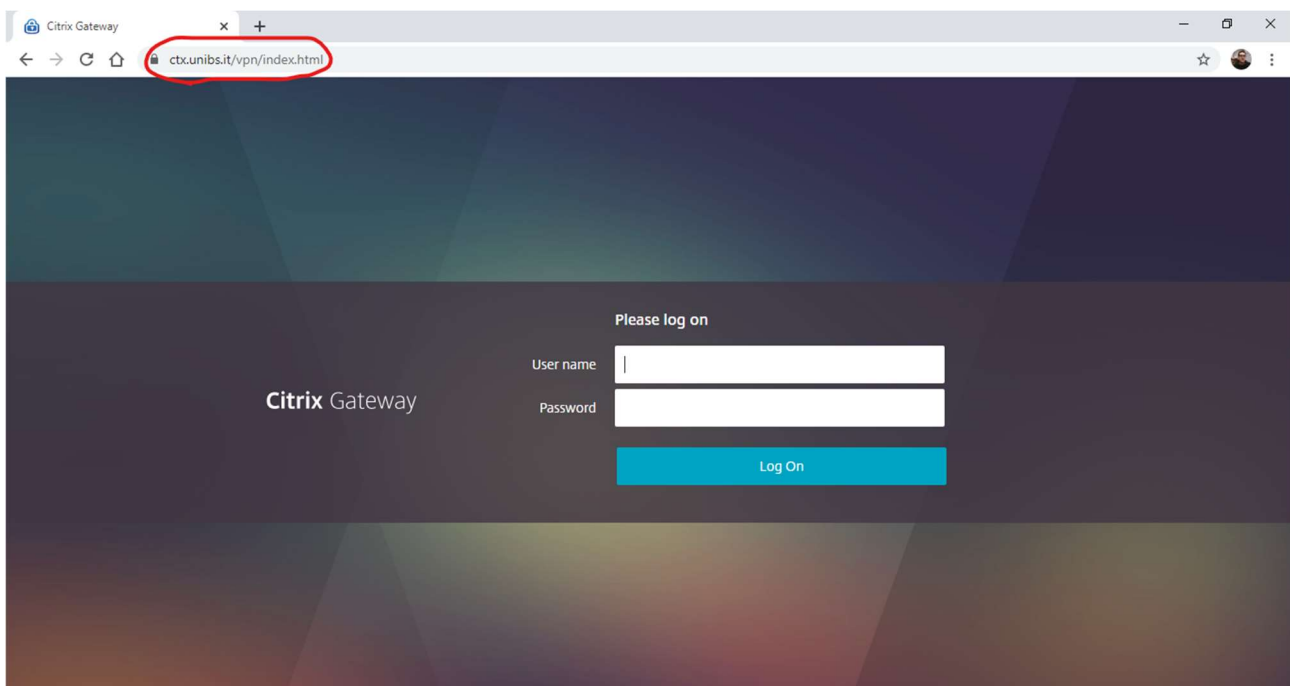 Citrix Gateway
ctx.unibs.it/vpn/index.html
Please log on
User name
Citrix Gateway
Password
Log On